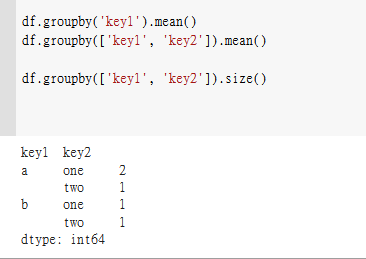 df.groupby('key1').mean()
df.groupby(['key1', 'key2']).mean()
df.groupby(['key1', 'key2']).size()
key1 key2
a one 2
two 1
b one 1
two 1
dtype: int64